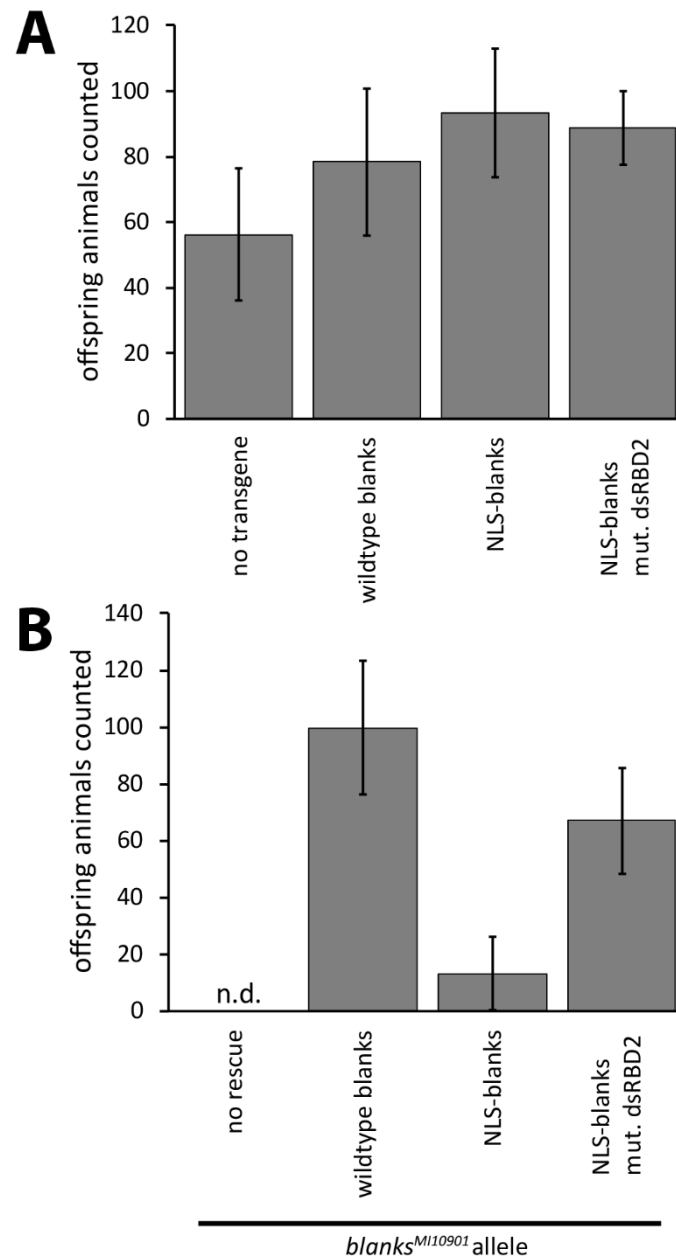 A
offspring animals counted
120
100
80
60
40
20
0
no transgene
wildtype blanks
NLS-blanks
NLS-blanks
mut. dsRBD2
B
offspring animals counted
140
120
100
80
60
40
20
0
n.d.
no rescue
wildtype blanks
NLS-blanks
NLS-blanks
mut. dsRBD2
blanksMI10901 allele